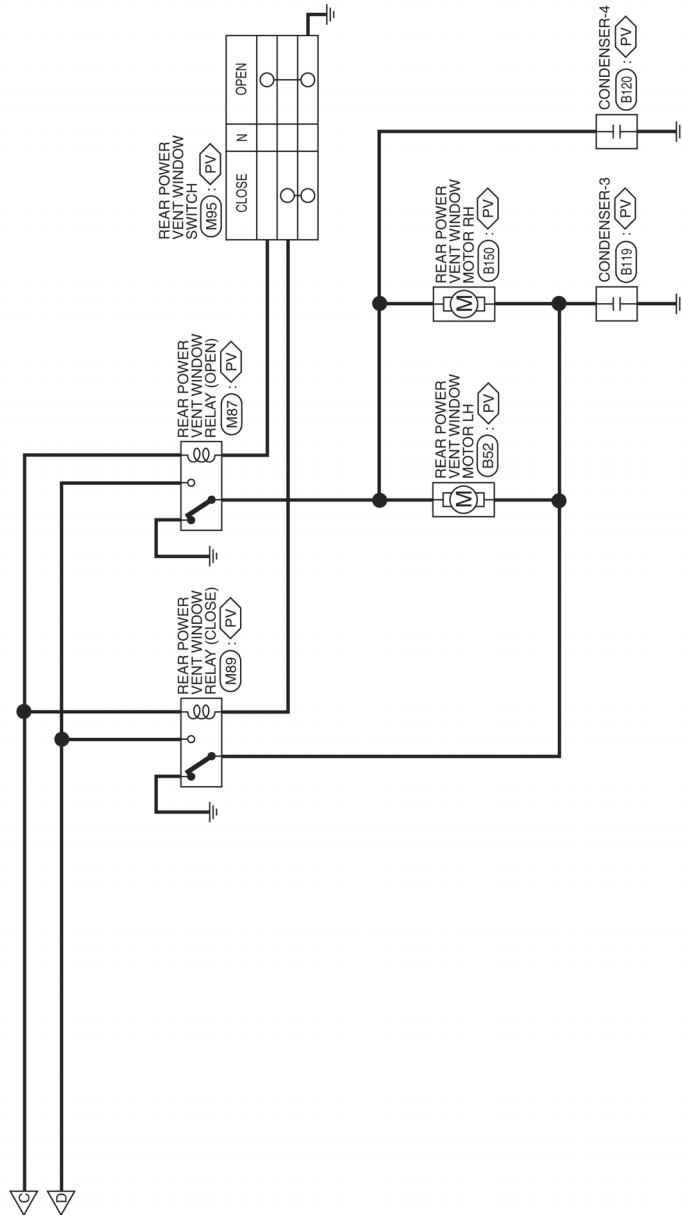 C
D
REAR POWER
VENT WINDOW
RELAY (CLOSE)
M89 : PV
REAR POWER
VENT WINDOW
RELAY (OPEN)
M87 : PV
REAR POWER
VENT WINDOW
SWITCH
M95 : PV
CLOSE N OPEN
REAR POWER
VENT WINDOW
MOTOR LH
B52 : PV
M
REAR POWER
VENT WINDOW
MOTOR RH
B150 : PV
M
CONDENSER-3
B119 : PV
CONDENSER-4
B120 : PV